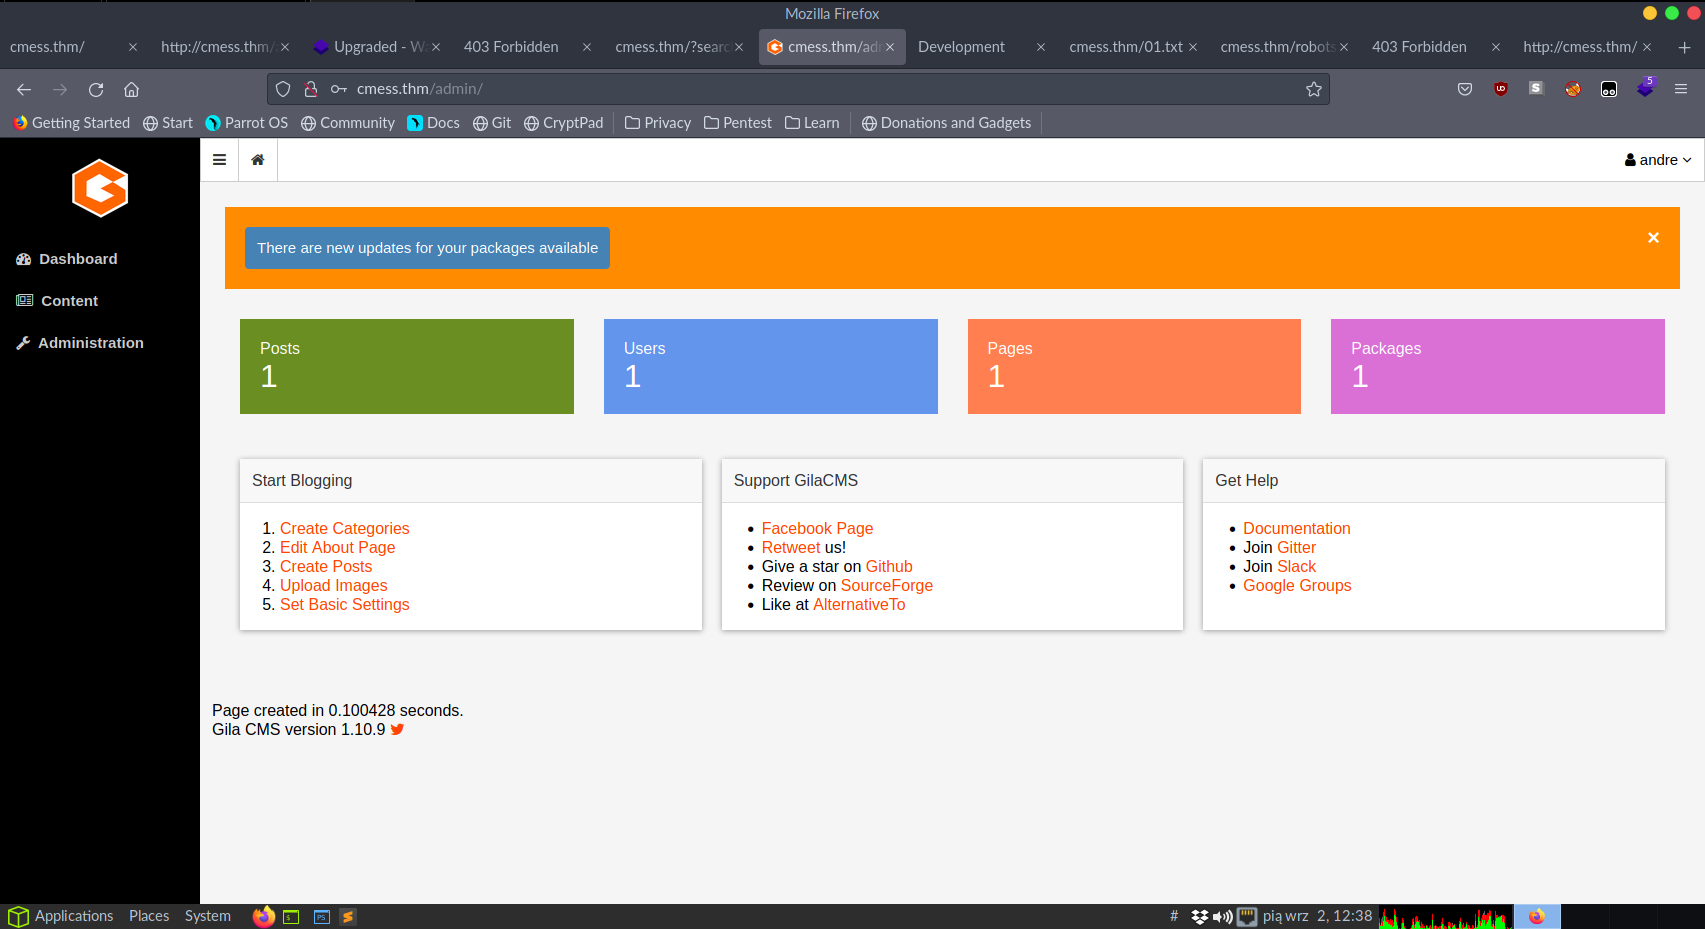 Mozilla Firefox
cmess.thm/
http://cmess.thm/
Upgraded - W
403 Forbidden
cmess.thm/?sear
cmess.thm/ad
Development
cmess.thm/01.txt
cmess.thm/robots
403 Forbidden
http://cmess.thm/
cmess.thm/admin/
5
Getting Started Start Parrot OS Community Docs Git CryptPad Privacy Pentest Learn Donations and Gadgets
andre
Dashboard
Content
Administration
There are new updates for your packages available
×
Posts
1
Users
1
Pages
1
Packages
1
Start Blogging
1. Create Categories
2. Edit About Page
3. Create Posts
4. Upload Images
5. Set Basic Settings
Support GilaCMS
• Facebook Page
• Retweet us!
• Give a star on Github
• Review on SourceForge
• Like at AlternativeTo
Get Help
• Documentation
• Join Gitter
• Join Slack
• Google Groups
Page created in 0.100428 seconds.
Gila CMS version 1.10.9
Applications Places System # pią wrz 2, 12:38